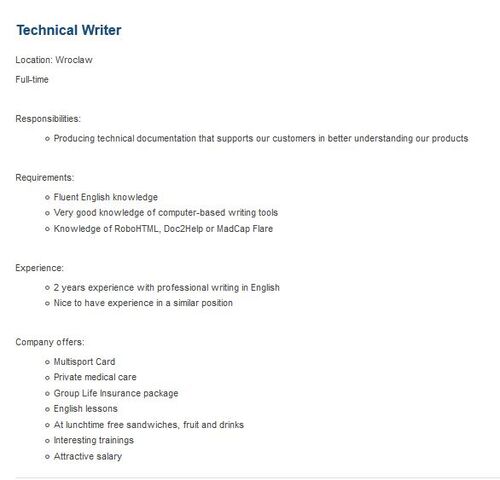 Technical Writer
Location: Wroclaw
Full-time
Responsibilities:
Producing technical documentation that supports our customers in better understanding our products
Requirements:
Fluent English knowledge
Very good knowledge of computer-based writing tools
Knowledge of RoboHTML, Doc2Help or MadCap Flare
Experience:
2 years experience with professional writing in English
Nice to have experience in a similar position
Company offers:
Multisport Card
Private medical care
Group Life Insurance package
English lessons
At lunchtime free sandwiches, fruit and drinks
Interesting trainings
Attractive salary